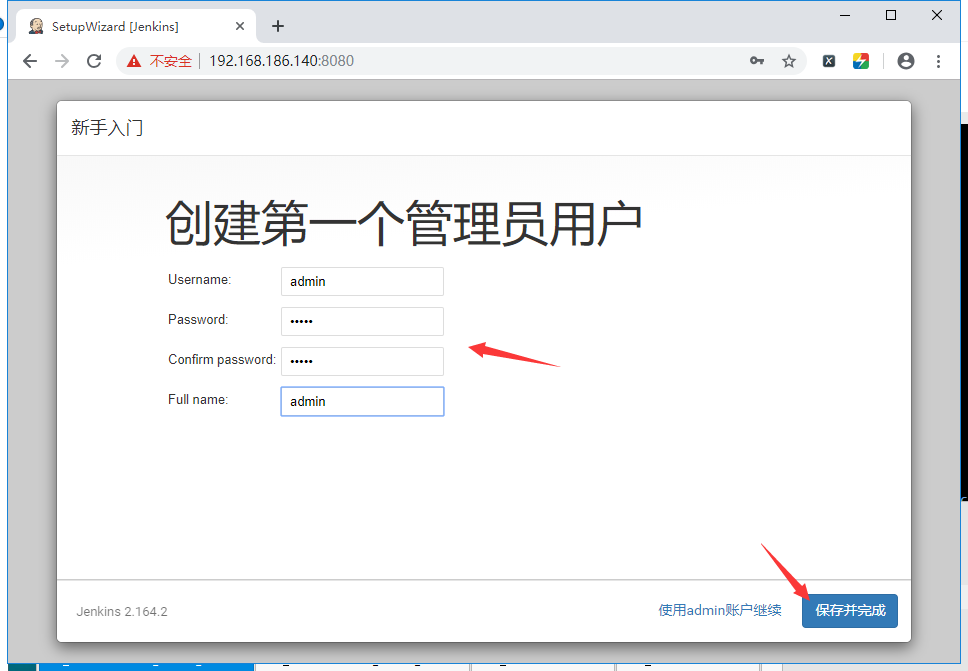 SetupWizard [Jenkins]
不安全 192.168.186.140:8080
新手入门
创建第一个管理员用户
Username: admin
Password: •••••
Confirm password: •••••
Full name: admin
Jenkins 2.164.2
使用admin账户继续
保存并完成